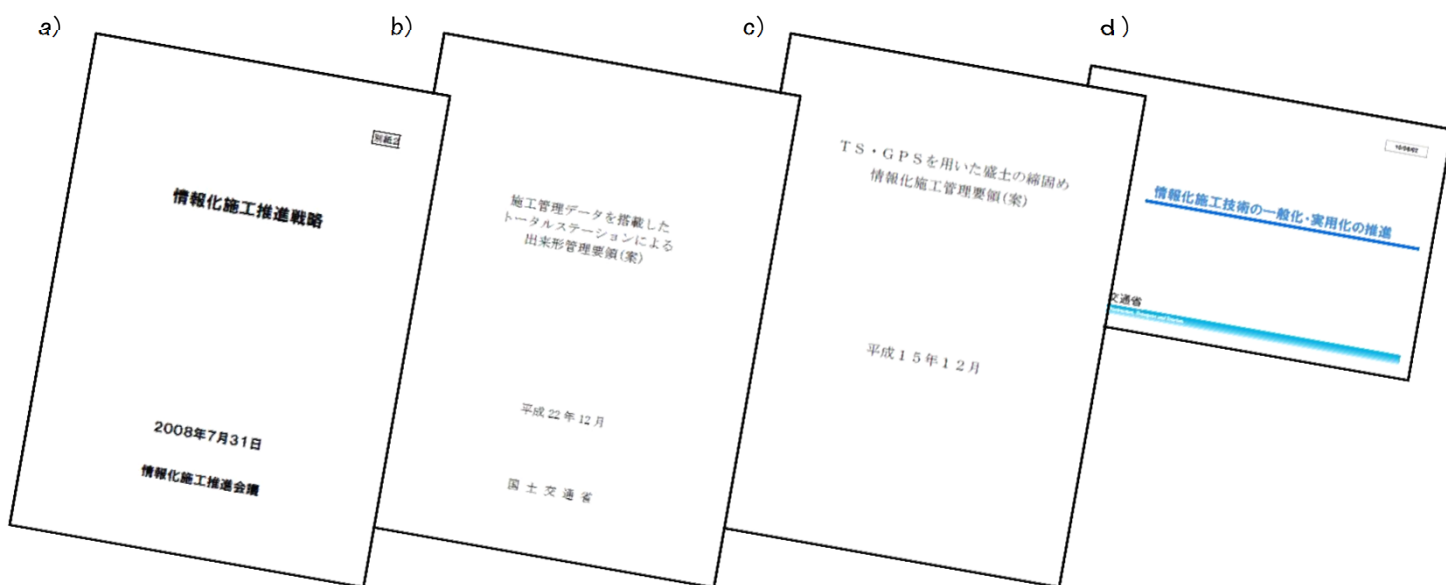 a)
別紙2
情報化施工推進戦略
2008年7月31日
情報化施工推進会議
b)
施工管理データを搭載した
トータルステーションによる
出来形管理要領(案)
平成 22 年 12 月
国 土 交 通 省
c)
TS・GPSを用いた盛土の締固め
情報化施工管理要領(案)
平成15年12月
d)
情報化施工技術の一般化・実用化の推進
交通省